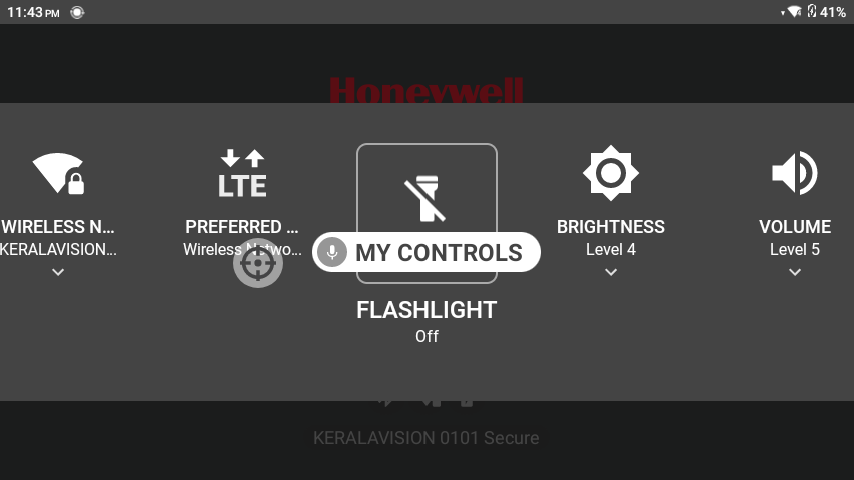 11:43 PM
41%
Honeywell
WIRELESS N...
PREFERRED ...
BRIGHTNESS
VOLUME
KERALAVISION...
Wireless Netwo...
MY CONTROLS
Level 4
Level 5
LTE
FLASHLIGHT
Off
KERALAVISION 0101 Secure